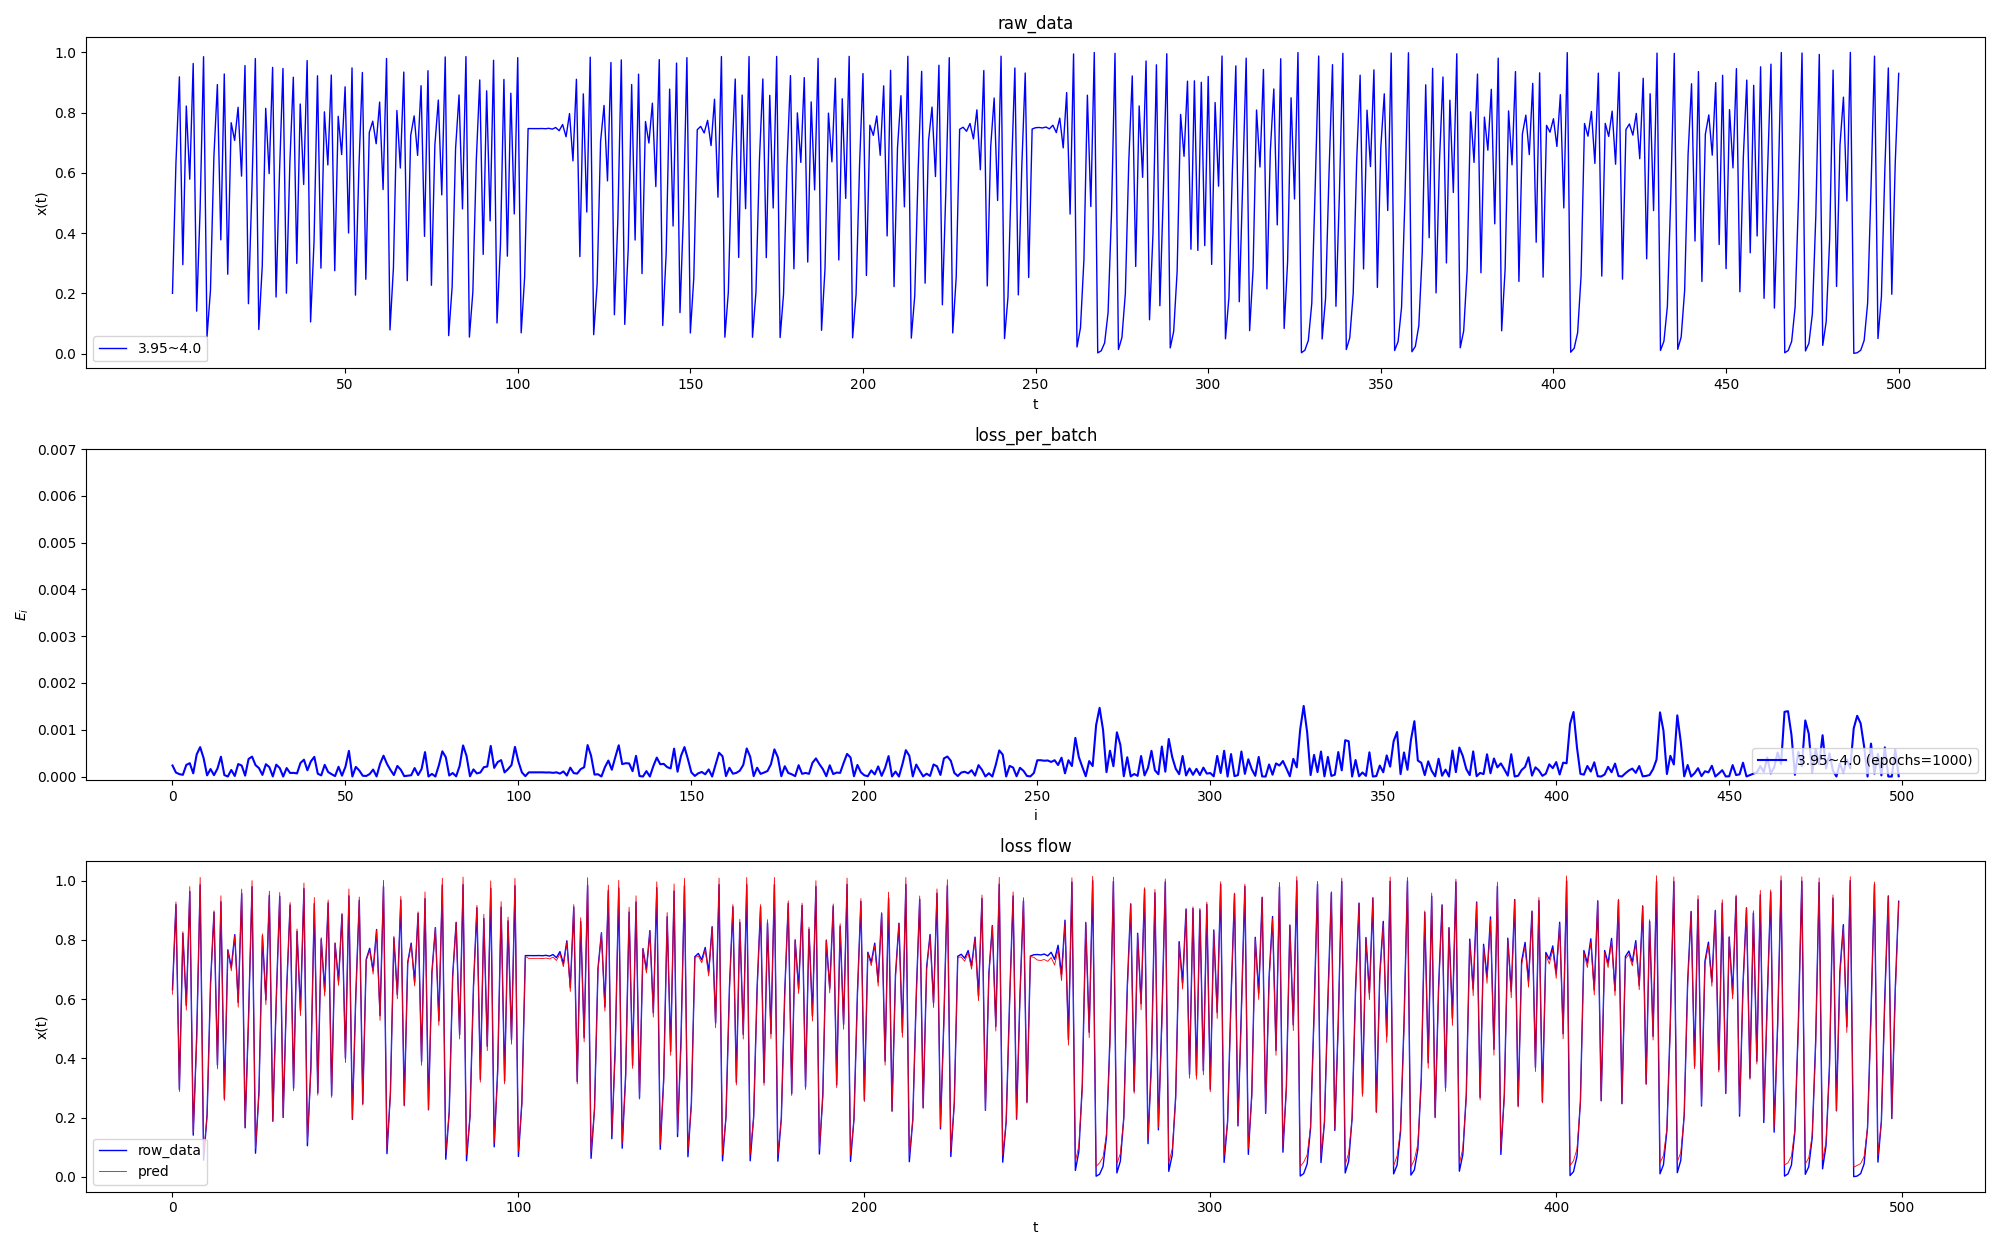 raw_data
1.0
0.8
0.6
0.4
0.2
0.0
x(t)
3.95~4.0
50 100 150 200 250 300 350 400 450 500
t
loss_per_batch
0.007
0.006
0.005
0.004
0.003
0.002
0.001
0.000
E_i
3.95~4.0 (epochs=1000)
0 50 100 150 200 250 300 350 400 450 500
i
loss flow
1.0
0.8
0.6
0.4
0.2
0.0
x(t)
row_data
pred
0 100 200 300 400 500
t